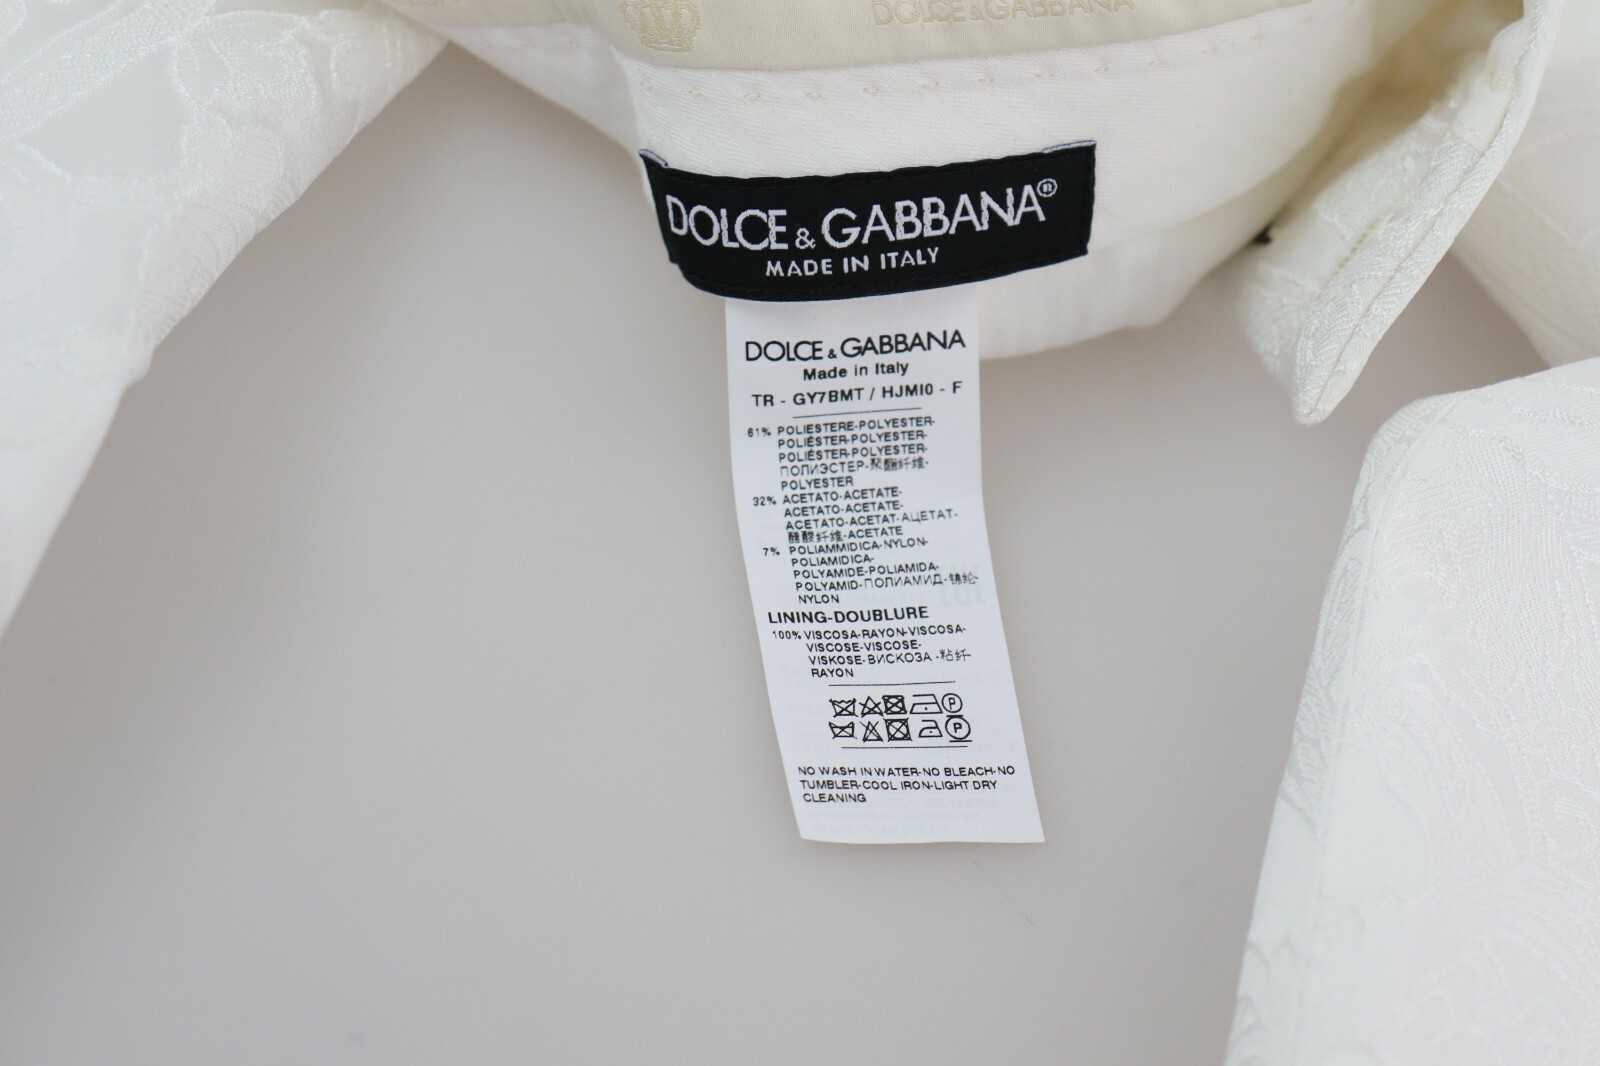 DOLCE&GABBANA
DOLCE & GABBANA®
MADE IN ITALY
DOLCE & GABBANA
Made in Italy
TR - GY7BMT / HJMI0 - F
61% POLIESTERE-POLYESTER-
POLIÉSTER-POLYESTER-
POLIÉSTER-POLYESTER-
ПОЛИЭСТЕР-聚酯纤维-
POLYESTER
32% ACETATO-ACETATE-
ACETATO-ACETATE-
ACETATO-ACETAT-АЦЕТАТ-
醋酸纤维-ACETATE
7% POLIAMMIDICA-NYLON-
POLIAMIDICA-
POLYAMIDE-POLIAMIDA-
POLYAMID-ПОЛИАМИД-锦纶-
NYLON
LINING-DOUBLURE
100% VISCOSA-RAYON-VISCOSA-
VISCOSE-VISCOSE-
VISKOSE-ВИСКОЗА -粘纤-
RAYON
P
P
NO WASH IN WATER-NO BLEACH-NO
TUMBLER-COOL IRON-LIGHT DRY
CLEANING